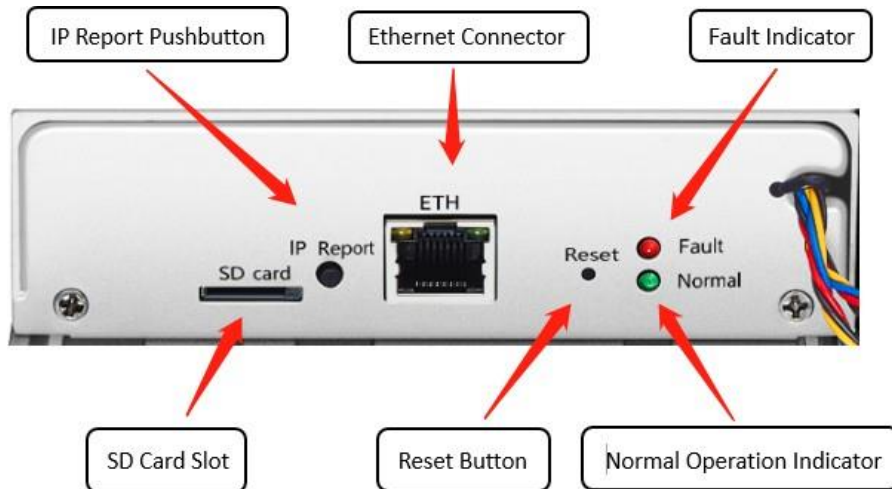 IP Report Pushbutton
Ethernet Connector
Fault Indicator
ETH
IP Report
SD card
Reset
Fault
Normal
SD Card Slot
Reset Button
Normal Operation Indicator